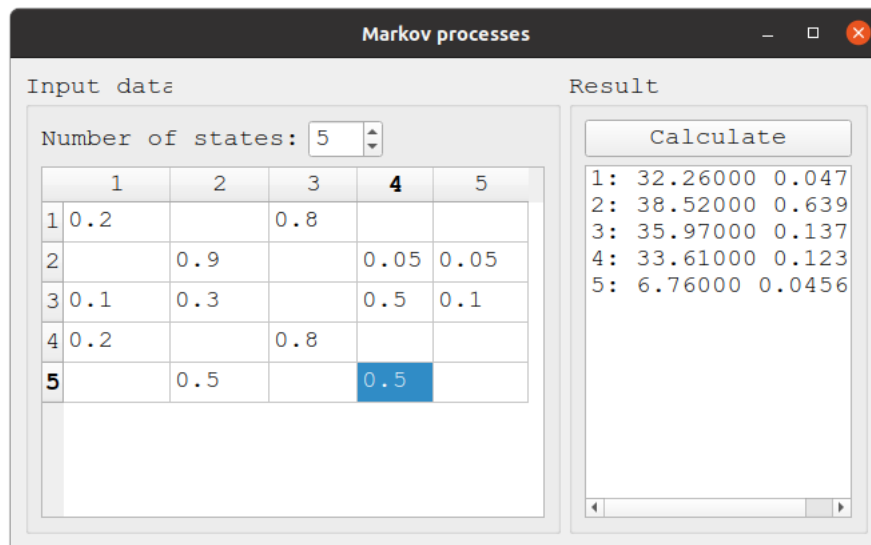 Markov processes
Input data
Result
Number of states: 5
Calculate
1 2 3 4 5
1 0.2 0.8
2 0.9 0.05 0.05
3 0.1 0.3 0.5 0.1
4 0.2 0.8
5 0.5 0.5
1: 32.26000 0.047
2: 38.52000 0.639
3: 35.97000 0.137
4: 33.61000 0.123
5: 6.76000 0.0456